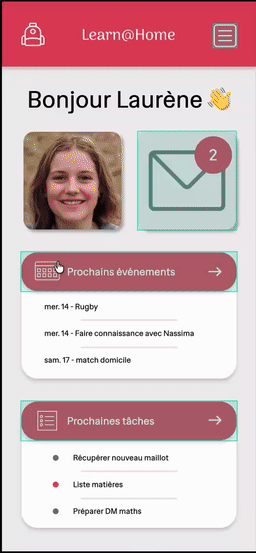 Learn@Home
Bonjour Laurène 👋
2
Prochains événements
mer. 14 - Rugby
mer. 14 - Faire connaissance avec Nassima
sam. 17 - match domicile
Prochaines tâches
Récupérer nouveau maillot
Liste matières
Préparer DM maths